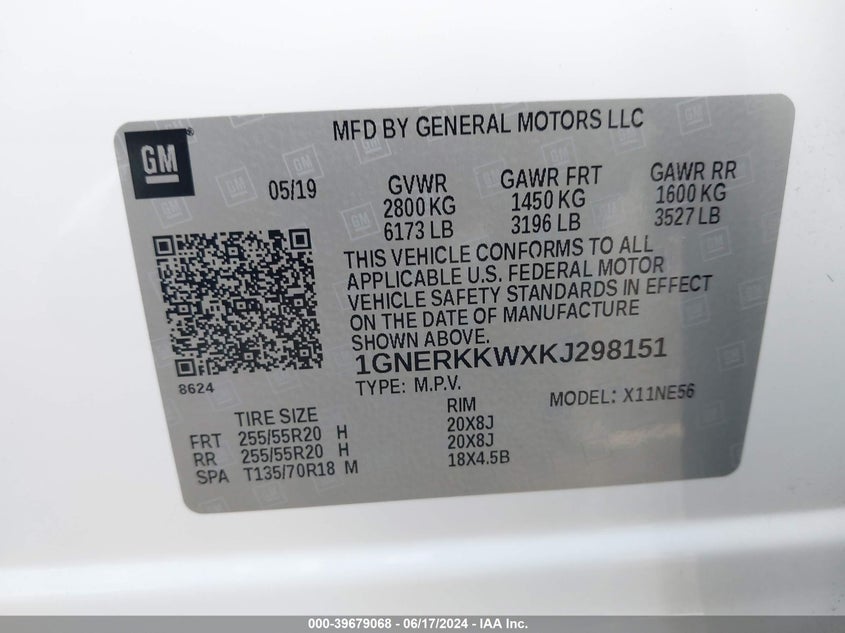 MFD BY GENERAL MOTORS LLC
GM ®
05/19
GVWR GAWR FRT GAWR RR
2800 KG 1450 KG 1600 KG
6173 LB 3196 LB 3527 LB
THIS VEHICLE CONFORMS TO ALL
APPLICABLE U.S. FEDERAL MOTOR
VEHICLE SAFETY STANDARDS IN EFFECT
ON THE DATE OF MANUFACTURE
SHOWN ABOVE.
1GNERKKWXKJ298151
8624
TYPE: M.P.V. MODEL: X11NE56
TIRE SIZE RIM
FRT 255/55R20 H 20X8J
RR 255/55R20 H 20X8J
SPA T135/70R18 M 18X4.5B
000-39679068 - 06/17/2024 - IAA Inc.